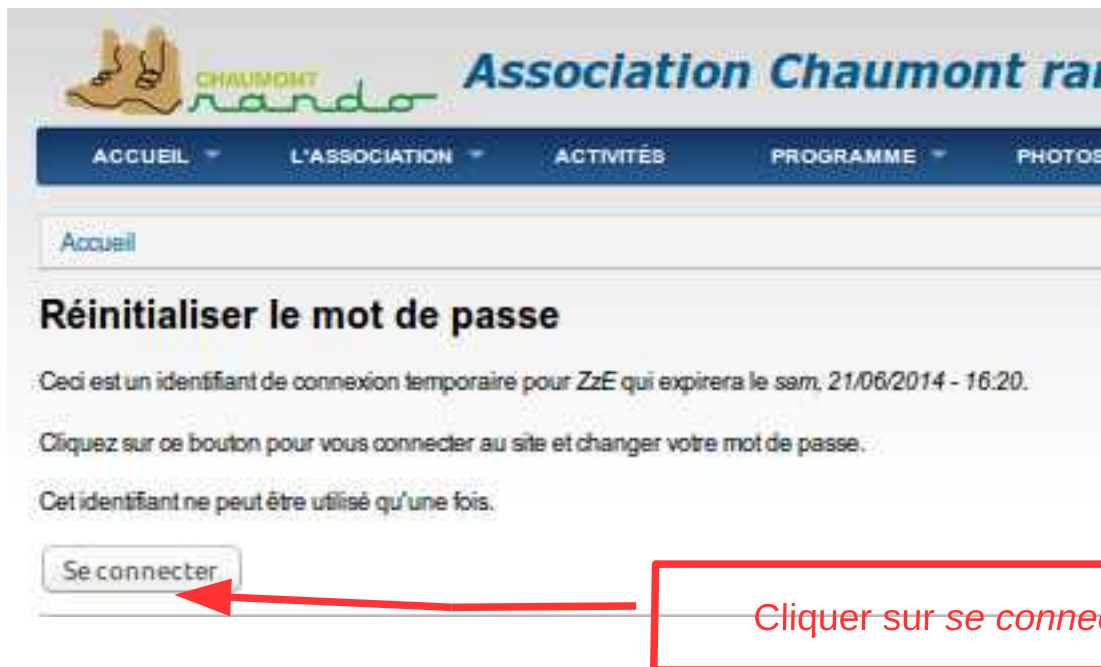 CHAUMONT
rando
Association Chaumont ran
ACCUEIL L'ASSOCIATION ACTIVITÉS PROGRAMME PHOTOS
Accueil
Réinitialiser le mot de passe
Ceci est un identifiant de connexion temporaire pour ZzE qui expirera le sam, 21/06/2014 - 16:20.
Cliquez sur ce bouton pour vous connecter au site et changer votre mot de passe.
Cet identifiant ne peut être utilisé qu'une fois.
Se connecter
Cliquer sur se connec